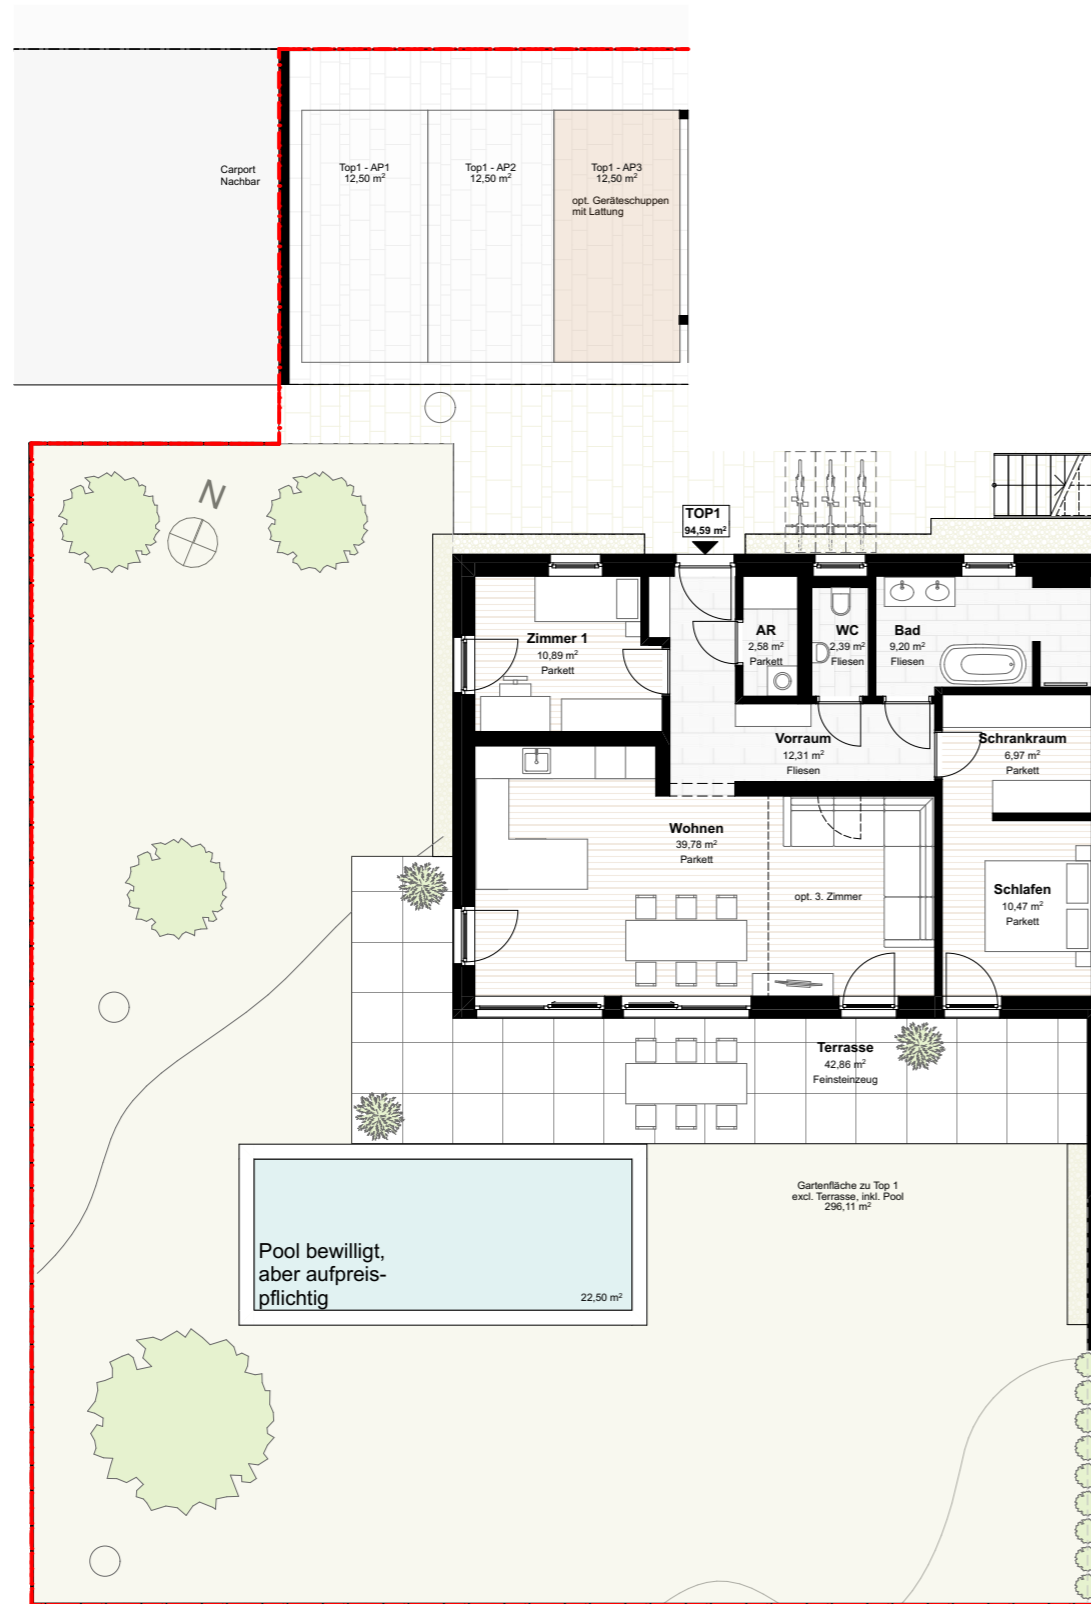 Carport
Nachbar
Top1 - AP1
12,50 m²
Top1 - AP2
12,50 m²
Top1 - AP3
12,50 m²
opt. Geräteschuppen
mit Lattung
N
TOP1
94,59 m²
Zimmer 1
10,89 m²
Parkett
AR
2,58 m²
Parkett
WC
2,39 m²
Fliesen
Bad
9,20 m²
Fliesen
Vorraum
12,31 m²
Fliesen
Schrankraum
6,97 m²
Parkett
Wohnen
39,78 m²
Parkett
opt. 3. Zimmer
Schlafen
10,47 m²
Parkett
Terrasse
42,86 m²
Feinsteinzeug
Gartenfläche zu Top 1
excl. Terrasse, inkl. Pool
296,11 m²
Pool bewilligt,
aber aufpreis-
pflichtig
22,50 m²